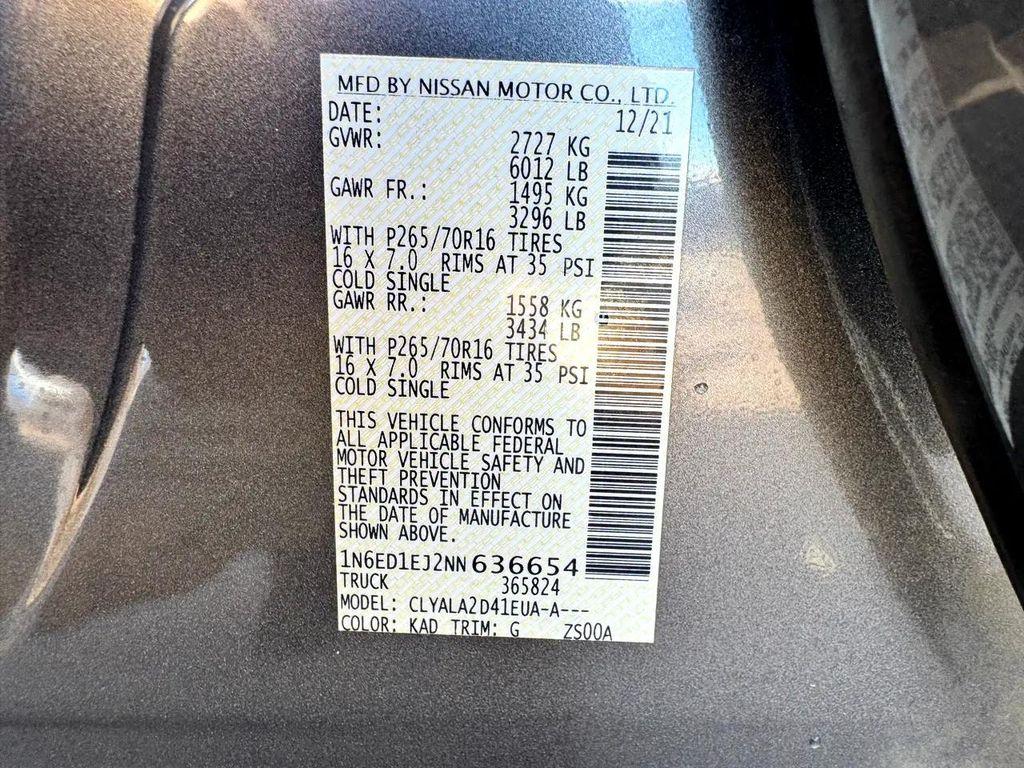 MFD BY NISSAN MOTOR CO., LTD.
DATE: 12/21
GVWR: 2727 KG
6012 LB
GAWR FR.: 1495 KG
3296 LB
WITH P265/70R16 TIRES
16 X 7.0 RIMS AT 35 PSI
COLD SINGLE
GAWR RR.: 1558 KG
3434 LB
WITH P265/70R16 TIRES
16 X 7.0 RIMS AT 35 PSI
COLD SINGLE
THIS VEHICLE CONFORMS TO
ALL APPLICABLE FEDERAL
MOTOR VEHICLE SAFETY AND
THEFT PREVENTION
STANDARDS IN EFFECT ON
THE DATE OF MANUFACTURE
SHOWN ABOVE.
1N6ED1EJ2NN636654
TRUCK 365824
MODEL: CLYALA2D41EUA-A---
COLOR: KAD TRIM: G ZS00A